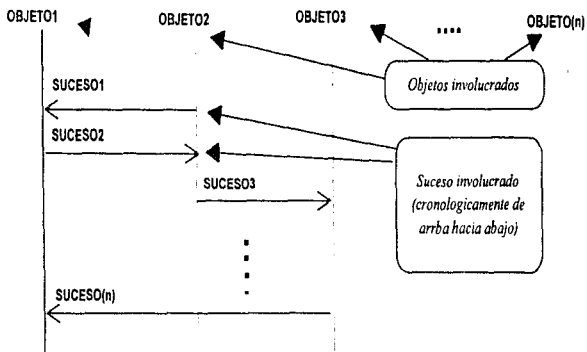 OBJETO1
OBJETO2
OBJETO3
OBJETO(n)
Objetos involucrados
SUCESO1
SUCESO2
SUCESO3
Suceso involucrado
(cronologicamente de
arrba hacia abajo)
SUCESO(n)